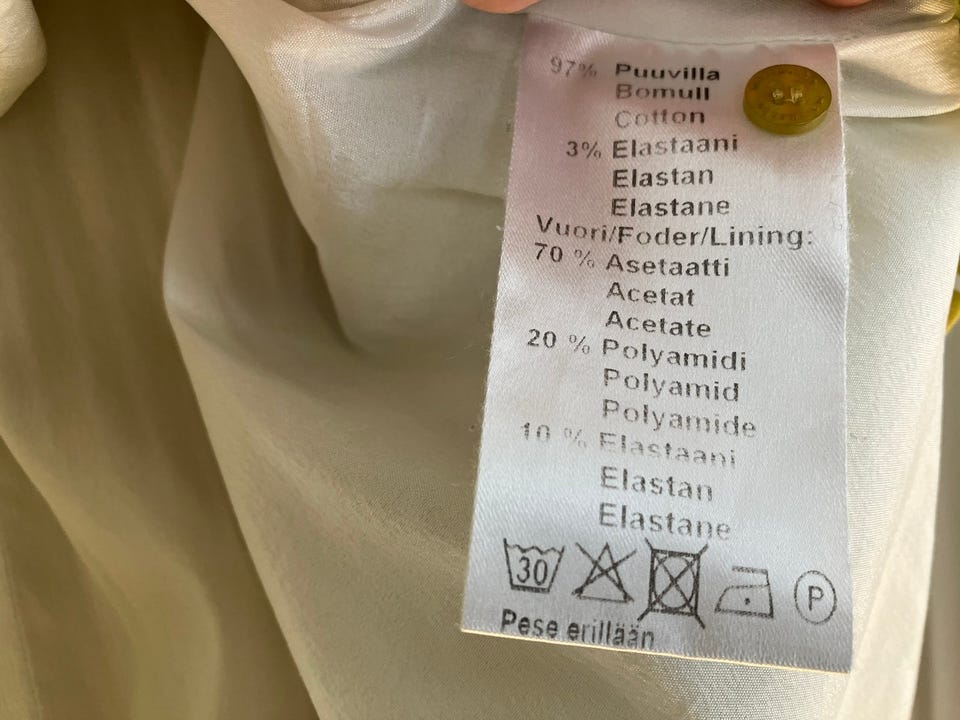 97% Puuvilla
Bomull
Cotton
3% Elastaani
Elastan
Elastane
Vuori/Foder/Lining:
70 % Asetaatti
Acetat
Acetate
20 % Polyamidi
Polyamid
Polyamide
10 % Elastaani
Elastan
Elastane
30 P
Pese erillään